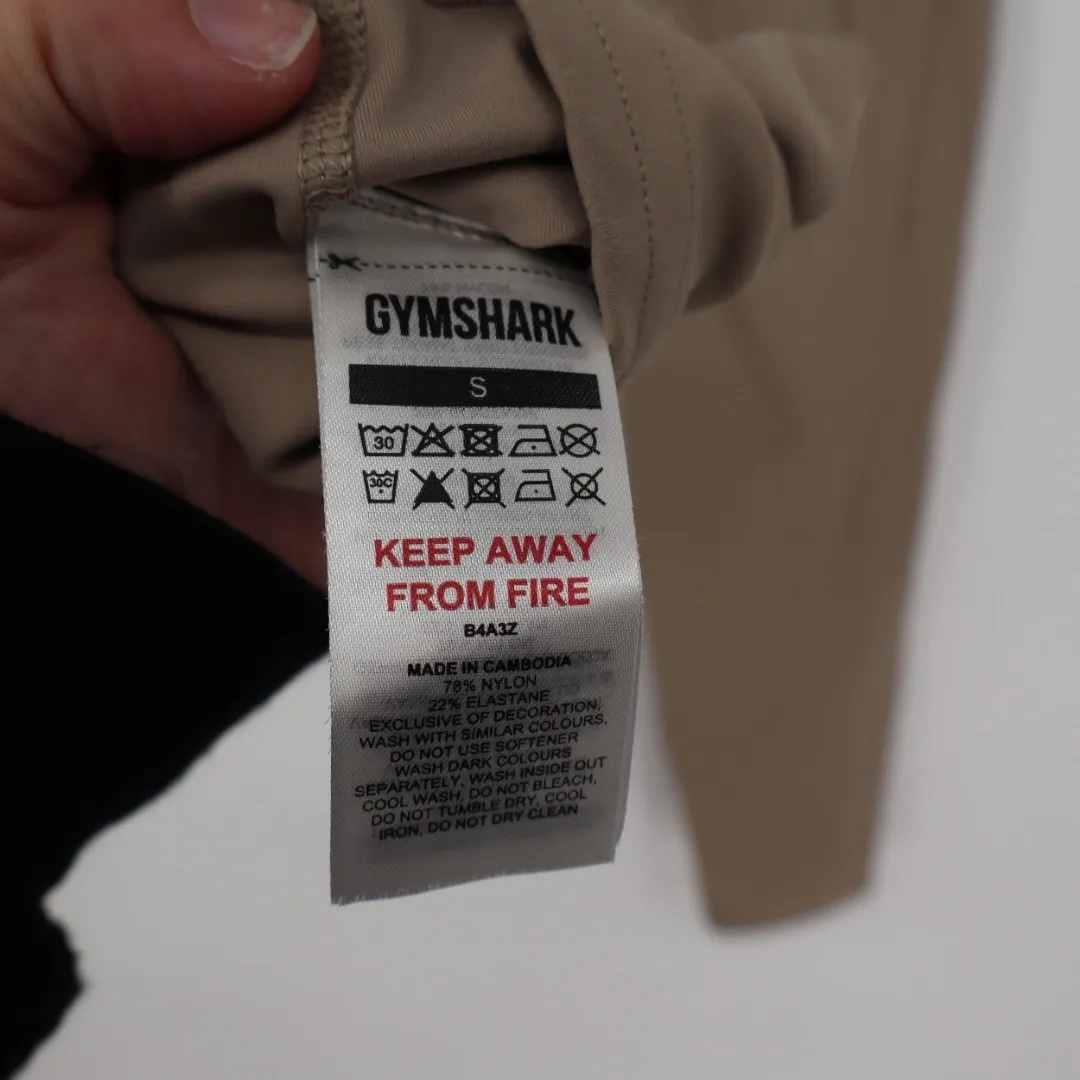 GYMSHARK
S
30
30C
KEEP AWAY
FROM FIRE
B4A3Z
MADE IN CAMBODIA
78% NYLON
22% ELASTANE
EXCLUSIVE OF DECORATION,
WASH WITH SIMILAR COLOURS,
DO NOT USE SOFTENER
WASH DARK COLOURS
SEPARATELY, WASH INSIDE OUT
COOL WASH, DO NOT BLEACH,
DO NOT TUMBLE DRY, COOL
IRON, DO NOT DRY CLEAN